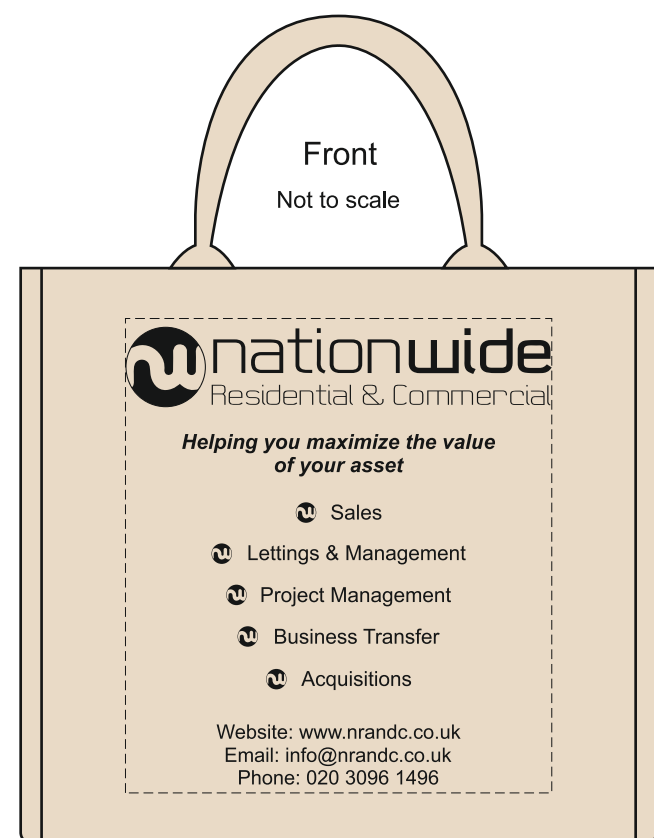 Front
Not to scale
nationwide
Residential & Commercial
Helping you maximize the value
of your asset
Sales
Lettings & Management
Project Management
Business Transfer
Acquisitions
Website: www.nrandc.co.uk
Email: info@nrandc.co.uk
Phone: 020 3096 1496